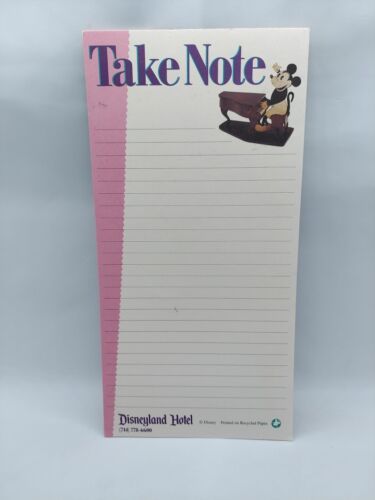 Take Note
Disneyland Hotel © Disney Printed on Recycled Paper
(714) 778-6600